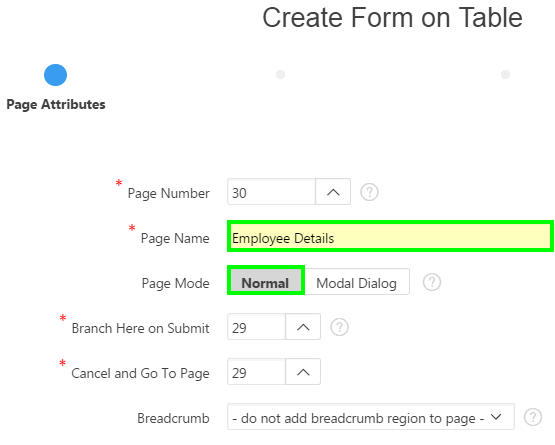 Create Form on Table
Page Attributes
* Page Number 30 ?
* Page Name Employee Details
Page Mode Normal Modal Dialog ?
* Branch Here on Submit 29 ?
* Cancel and Go To Page 29
Breadcrumb - do not add breadcrumb region to page - ?